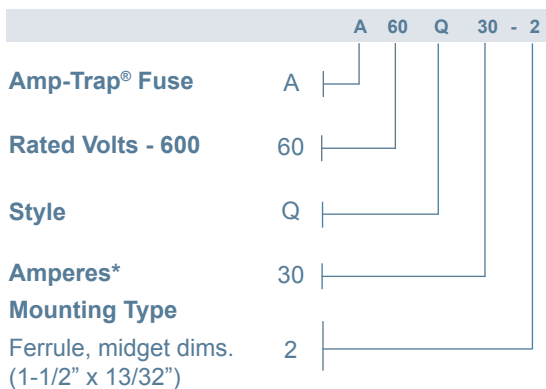 A 60 Q 30 - 2
Amp-Trap® Fuse A
Rated Volts - 600 60
Style Q
Amperes* 30
Mounting Type
Ferrule, midget dims. 2
(1-1/2” x 13/32”)